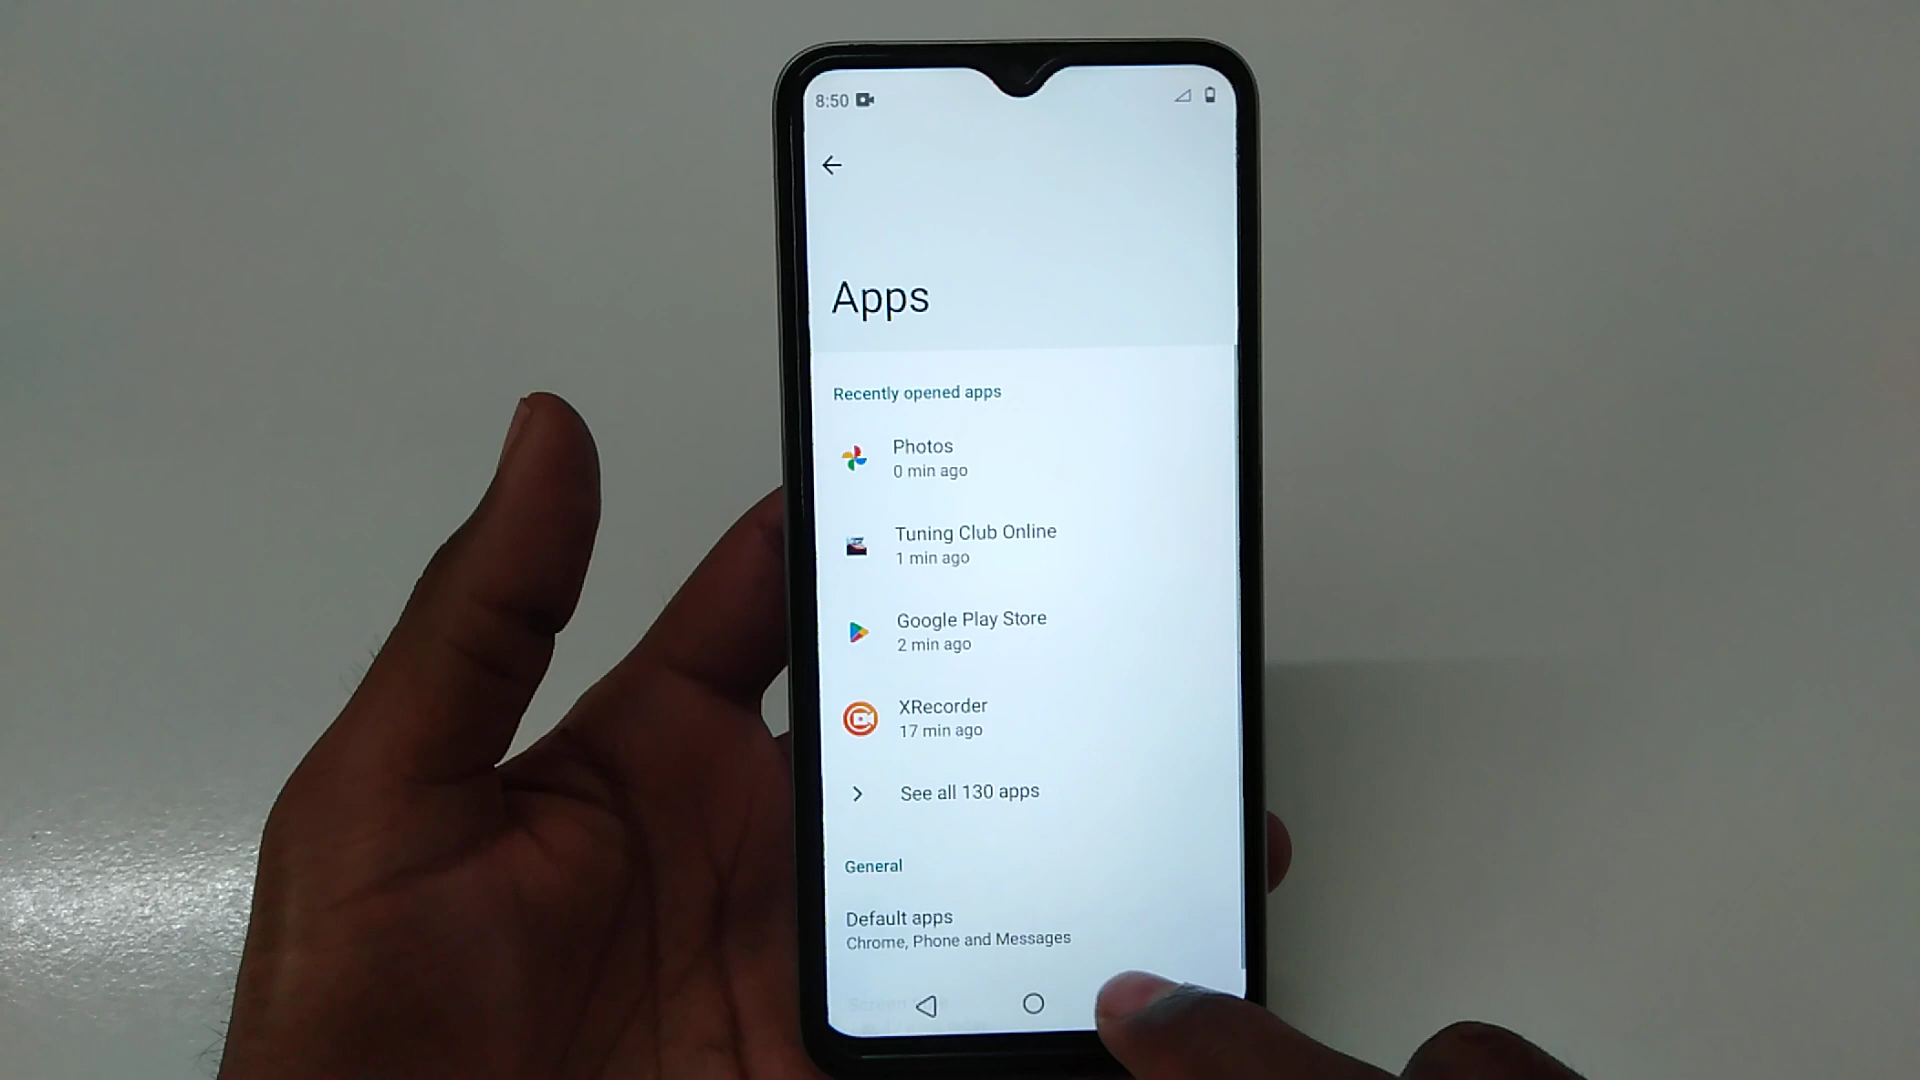 8:50
Apps
Recently opened apps
Photos
0 min ago
Tuning Club Online
1 min ago
Google Play Store
2 min ago
XRecorder
17 min ago
See all 130 apps
General
Default apps
Chrome, Phone and Messages
Screen